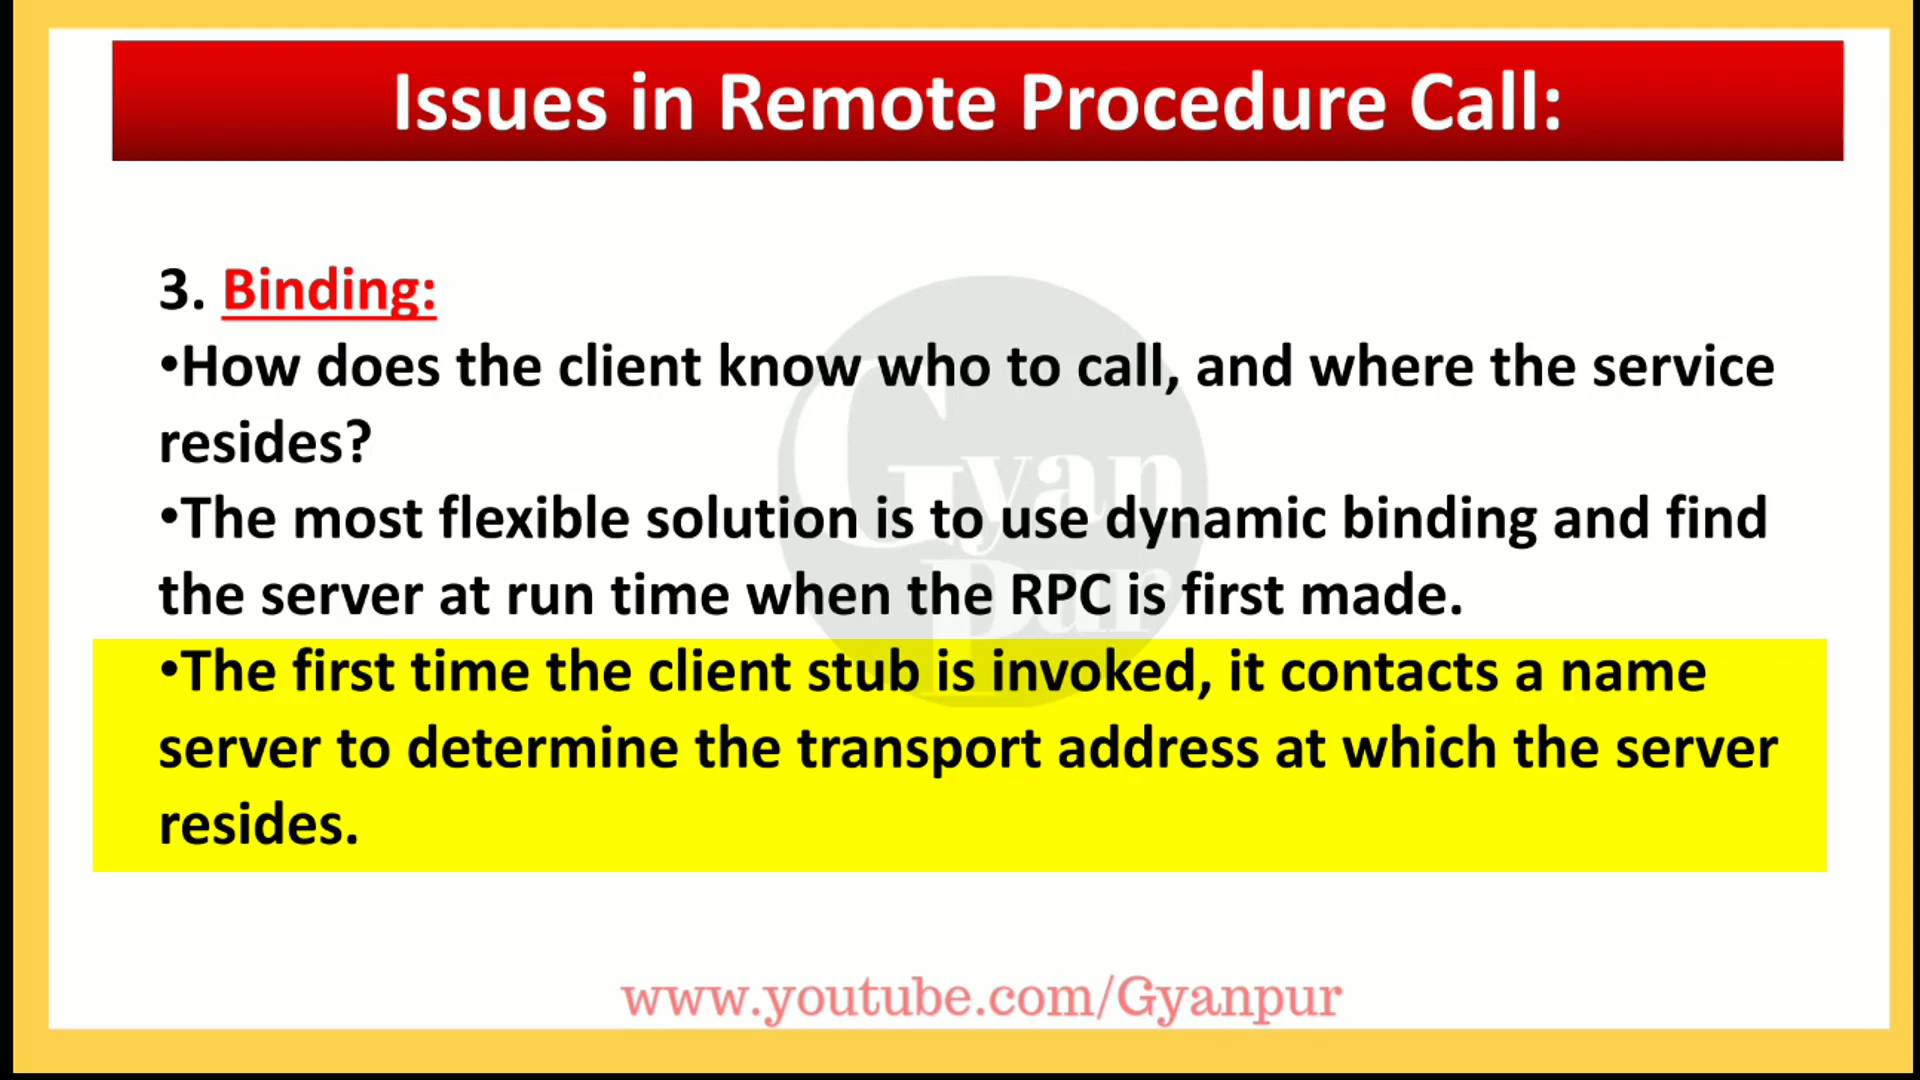 Issues in Remote Procedure Call:
3. Binding:
•How does the client know who to call, and where the service
resides?
•The most flexible solution is to use dynamic binding and find
the server at run time when the RPC is first made.
•The first time the client stub is invoked, it contacts a name
server to determine the transport address at which the server
resides.
Gyan
Pur
www.youtube.com/Gyanpur